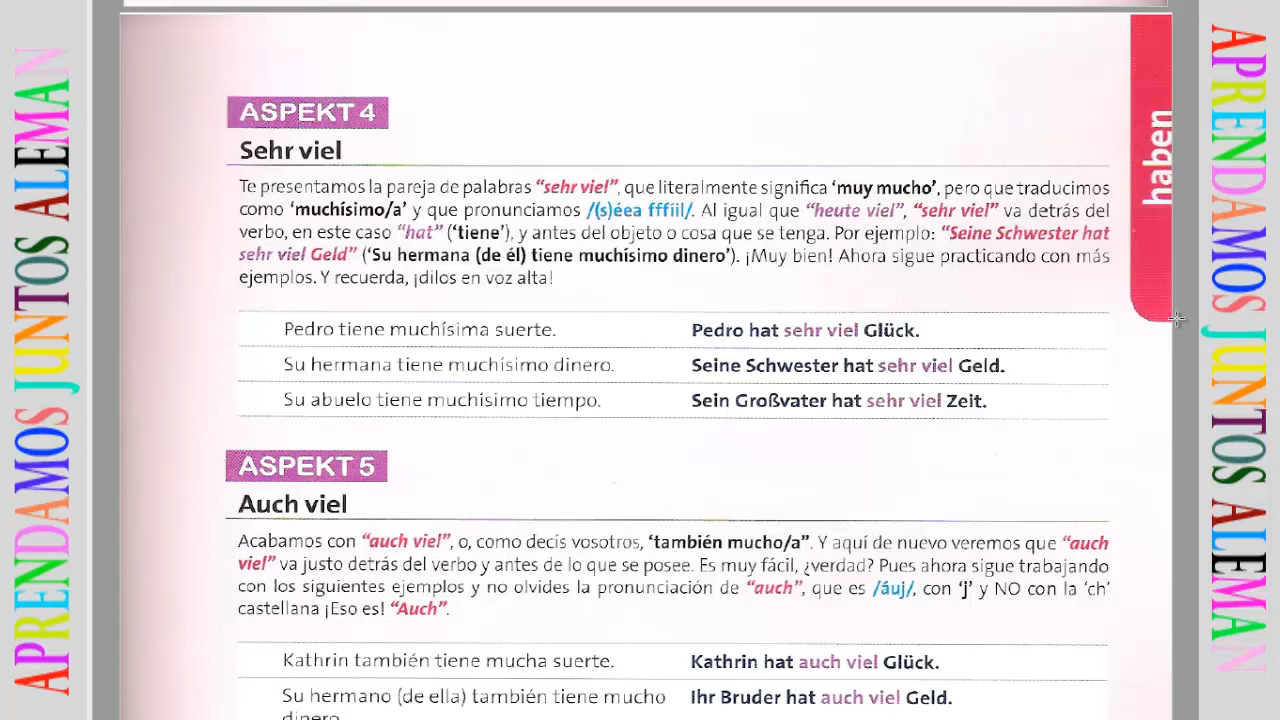 APRENDAMOS JUNTOS ALEMAN
haben
ASPEKT 4
Sehr viel
Te presentamos la pareja de palabras “sehr viel”, que literalmente significa ‘muy mucho’, pero que traducimos
como ‘muchísimo/a’ y que pronunciamos /(s)éea fffiil/. Al igual que “heute viel”, “sehr viel” va detrás del
verbo, en este caso “hat” (‘tiene’), y antes del objeto o cosa que se tenga. Por ejemplo: “Seine Schwester hat
sehr viel Geld” (‘Su hermana (de él) tiene muchísimo dinero’). ¡Muy bien! Ahora sigue practicando con más
ejemplos. Y recuerda, ¡dilos en voz alta!
Pedro tiene muchísima suerte. Pedro hat sehr viel Glück.
Su hermana tiene muchísimo dinero. Seine Schwester hat sehr viel Geld.
Su abuelo tiene muchísimo tiempo. Sein Großvater hat sehr viel Zeit.
ASPEKT 5
Auch viel
Acabamos con “auch viel”, o, como decís vosotros, ‘también mucho/a”. Y aquí de nuevo veremos que “auch
viel” va justo detrás del verbo y antes de lo que se posee. Es muy fácil, ¿verdad? Pues ahora sigue trabajando
con los siguientes ejemplos y no olvides la pronunciación de “auch”, que es /áuj/, con ‘j’ y NO con la ‘ch’
castellana ¡Eso es! “Auch”.
Kathrin también tiene mucha suerte. Kathrin hat auch viel Glück.
Su hermano (de ella) también tiene mucho Ihr Bruder hat auch viel Geld.
dinero.
APRENDAMOS JUNTOS ALEMAN